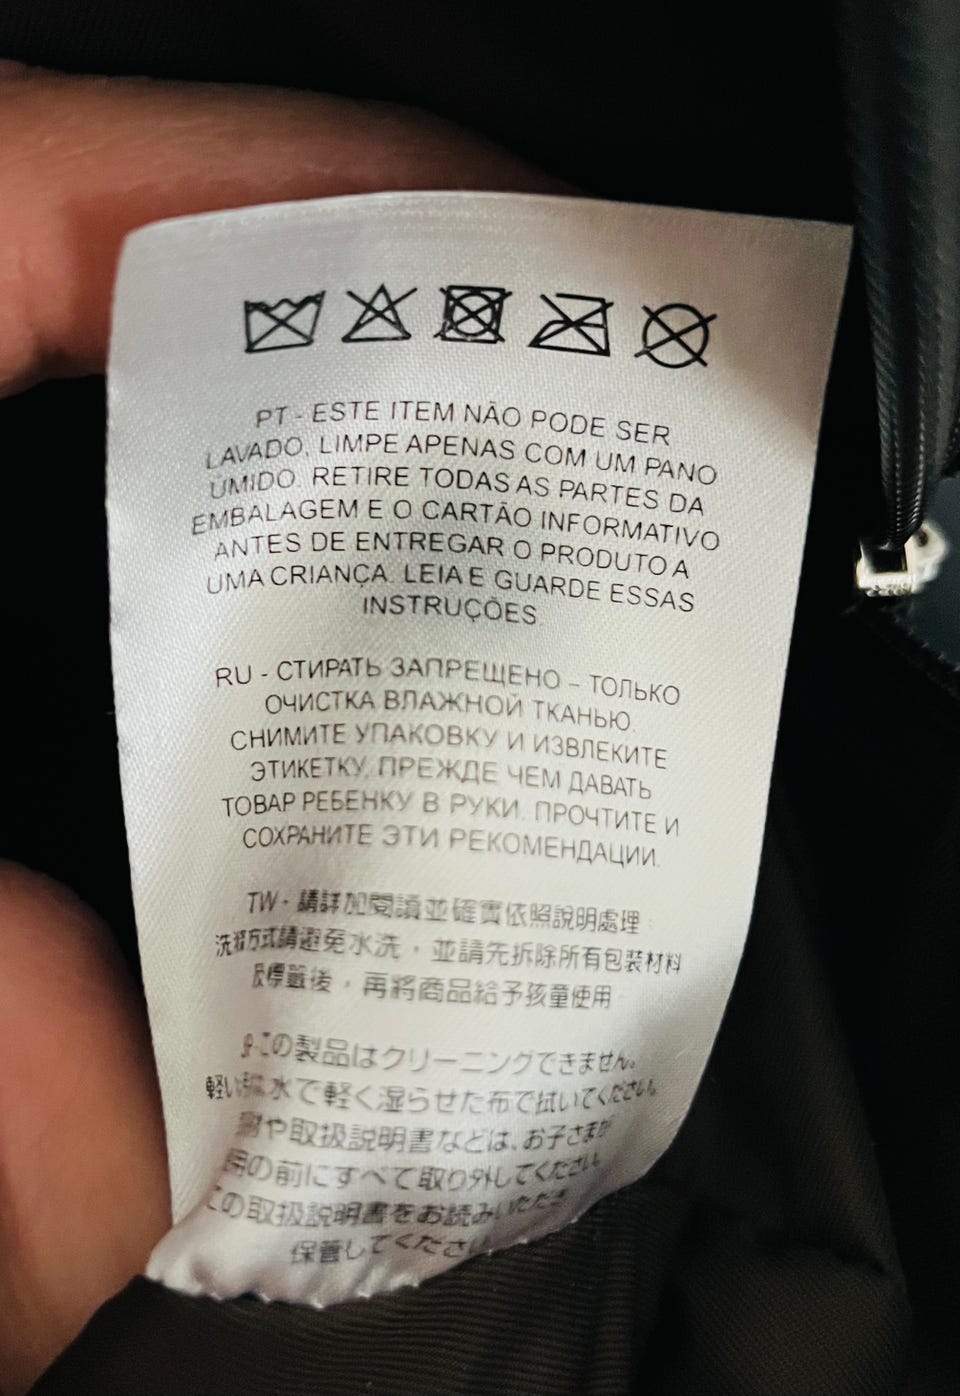 PT - ESTE ITEM NÃO PODE SER
LAVADO, LIMPE APENAS COM UM PANO
ÚMIDO. RETIRE TODAS AS PARTES DA
EMBALAGEM E O CARTÃO INFORMATIVO
ANTES DE ENTREGAR O PRODUTO A
UMA CRIANÇA. LEIA E GUARDE ESSAS
INSTRUÇÕES
RU - СТИРАТЬ ЗАПРЕЩЕНО – ТОЛЬКО
ОЧИСТКА ВЛАЖНОЙ ТКАНЬЮ.
СНИМИТЕ УПАКОВКУ И ИЗВЛЕКИТЕ
ЭТИКЕТКУ, ПРЕЖДЕ ЧЕМ ДАВАТЬ
ТОВАР РЕБЕНКУ В РУКИ. ПРОЧТИТЕ И
СОХРАНИТЕ ЭТИ РЕКОМЕНДАЦИИ.
TW - 請詳加閱讀並確實依照說明處理
洗滌方式請避免水洗，並請先拆除所有包裝材料
及標籤後，再將商品給予孩童使用
JP-この製品はクリーニングできません。
水で軽く湿らせた布で拭いてください。
や取扱説明書などは、お子さまが
の前にすべて取り外してください。
この取扱説明書をお読みいただき
保管してください